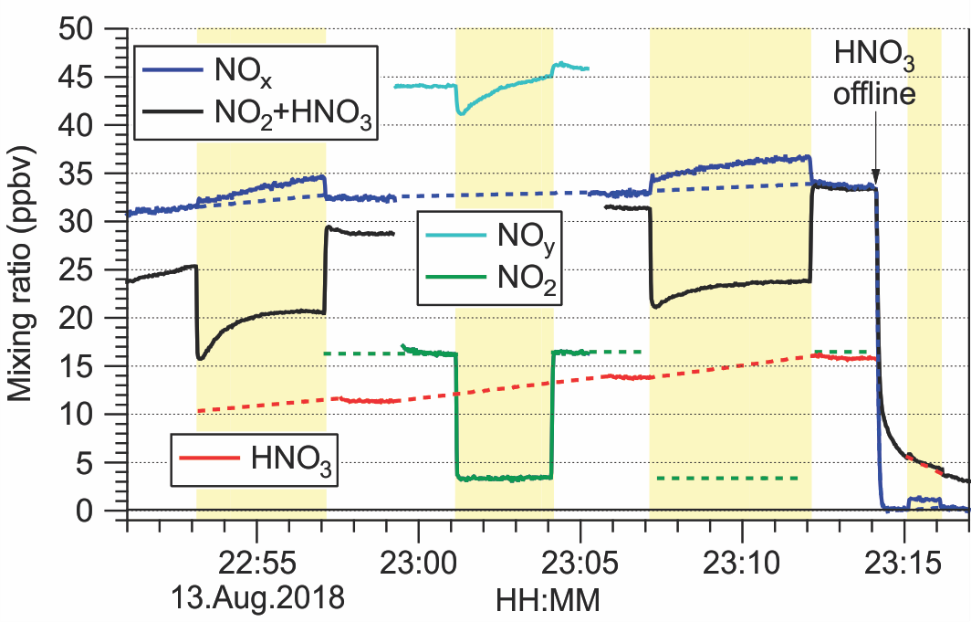 50
45
40
35
30
25
20
15
10
5
0
Mixing ratio (ppbv)
NOx
NO2+HNO3
HNO3
offline
NOy
NO2
HNO3
22:55
23:00
23:05
23:10
23:15
13.Aug.2018
HH:MM